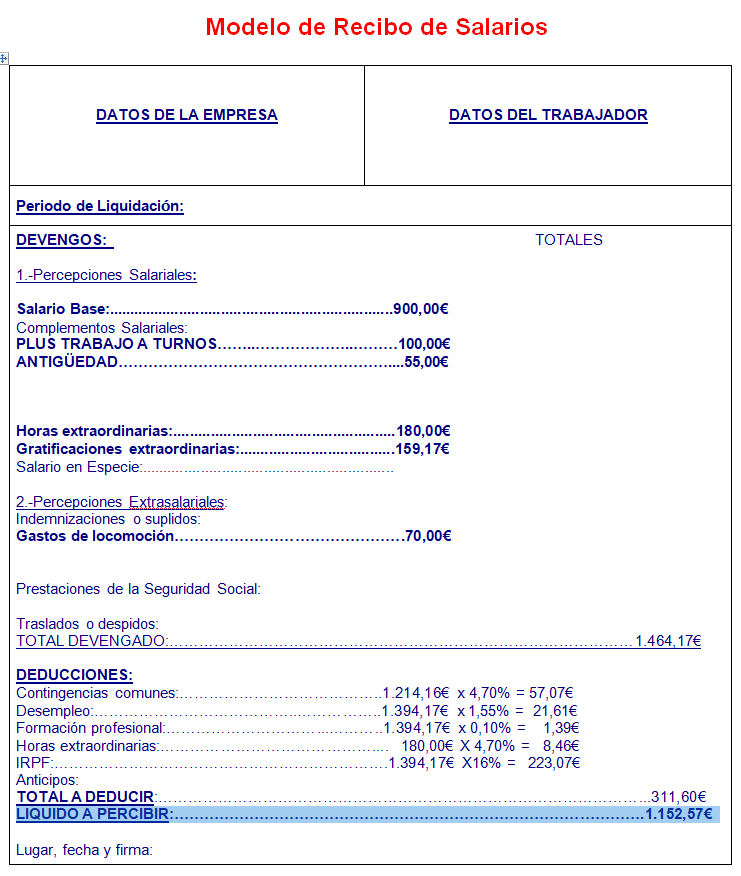 Modelo de Recibo de Salarios
DATOS DE LA EMPRESA
DATOS DEL TRABAJADOR
Periodo de Liquidación:
DEVENGOS: TOTALES
1.-Percepciones Salariales:
Salario Base:.....................................................................900,00€
Complementos Salariales:
PLUS TRABAJO A TURNOS……..……………..………100,00€
ANTIGÜEDAD………………………………………………....55,00€
Horas extraordinarias:......................................................180,00€
Gratificaciones extraordinarias:......................................159,17€
Salario en Especie:.............................................................
2.-Percepciones Extrasalariales:
Indemnizaciones o suplidos:
Gastos de locomoción…………………………………….70,00€
Prestaciones de la Seguridad Social:
Traslados o despidos:
TOTAL DEVENGADO:……………………………………………………………………………1.464,17€
DEDUCCIONES:
Contingencias comunes:…………………………………1.214,16€ x 4,70% = 57,07€
Desempleo:……………………………………………….1.394,17€ x 1,55% = 21,61€
Formación profesional:…………………………………...1.394,17€ x 0,10% = 1,39€
Horas extraordinarias:…………………………………... 180,00€ X 4,70% = 8,46€
IRPF:………………………………………………………1.394,17€ X16% = 223,07€
Anticipos:
TOTAL A DEDUCIR:…………………………………………………………………………………..311,60€
LIQUIDO A PERCIBIR:……………………………………………………………………………….1.152,57€
Lugar, fecha y firma: